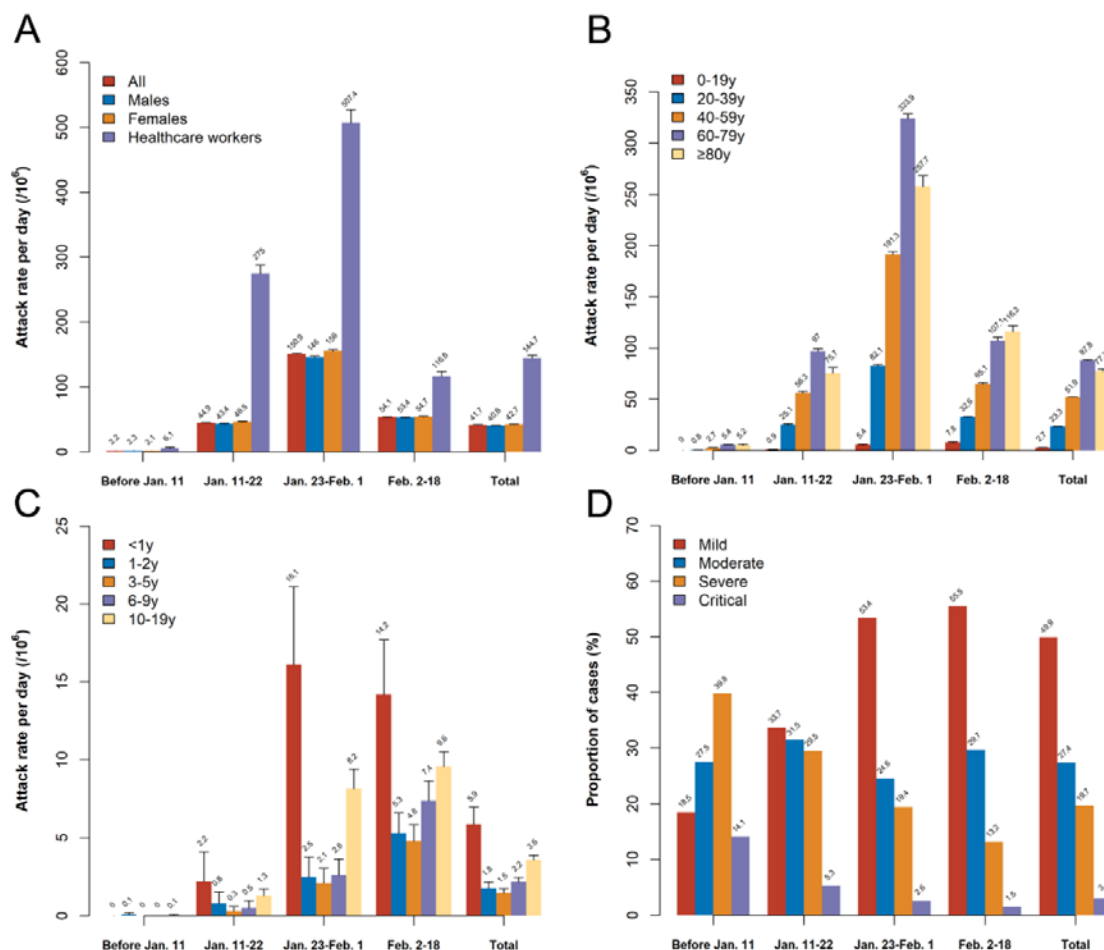 A
Attack rate per day (/10⁶)
600
500
400
300
200
100
0
All
Males
Females
Healthcare workers
2.2
2.3
2.1
6.1
44.9
43.4
46.5
275
150.9
146
156
507.4
54.1
53.4
54.7
116.6
41.7
40.8
42.7
144.7
Before Jan. 11
Jan. 11-22
Jan. 23-Feb. 1
Feb. 2-18
Total
B
Attack rate per day (/10⁶)
350
300
250
200
150
100
50
0
0-19y
20-39y
40-59y
60-79y
≥80y
0
0.8
2.7
5.4
5.2
0.9
25.1
56.3
97
75.7
5.4
82.1
191.3
323.9
257.7
7.8
32.6
65.1
107.1
116.3
2.7
23.3
51.9
87.8
Before Jan. 11
Jan. 11-22
Jan. 23-Feb. 1
Feb. 2-18
Total
C
Attack rate per day (/10⁶)
25
20
15
10
5
0
<1y
1-2y
3-5y
6-9y
10-19y
0
0.1
0
0
0.1
2.2
0.8
0.3
0.5
1.3
16.1
2.5
2.1
2.6
8.2
14.2
5.3
4.8
7.4
9.6
5.9
1.8
1.5
2.2
3.6
Before Jan. 11
Jan. 11-22
Jan. 23-Feb. 1
Feb. 2-18
Total
D
Proportion of cases (%)
70
60
50
40
30
20
10
0
Mild
Moderate
Severe
Critical
18.5
27.5
39.8
14.1
33.7
31.5
29.5
5.3
53.4
24.6
19.4
2.6
55.6
29.7
13.2
1.5
49.9
27.4
19.7
Before Jan. 11
Jan. 11-22
Jan. 23-Feb. 1
Feb. 2-18
Total